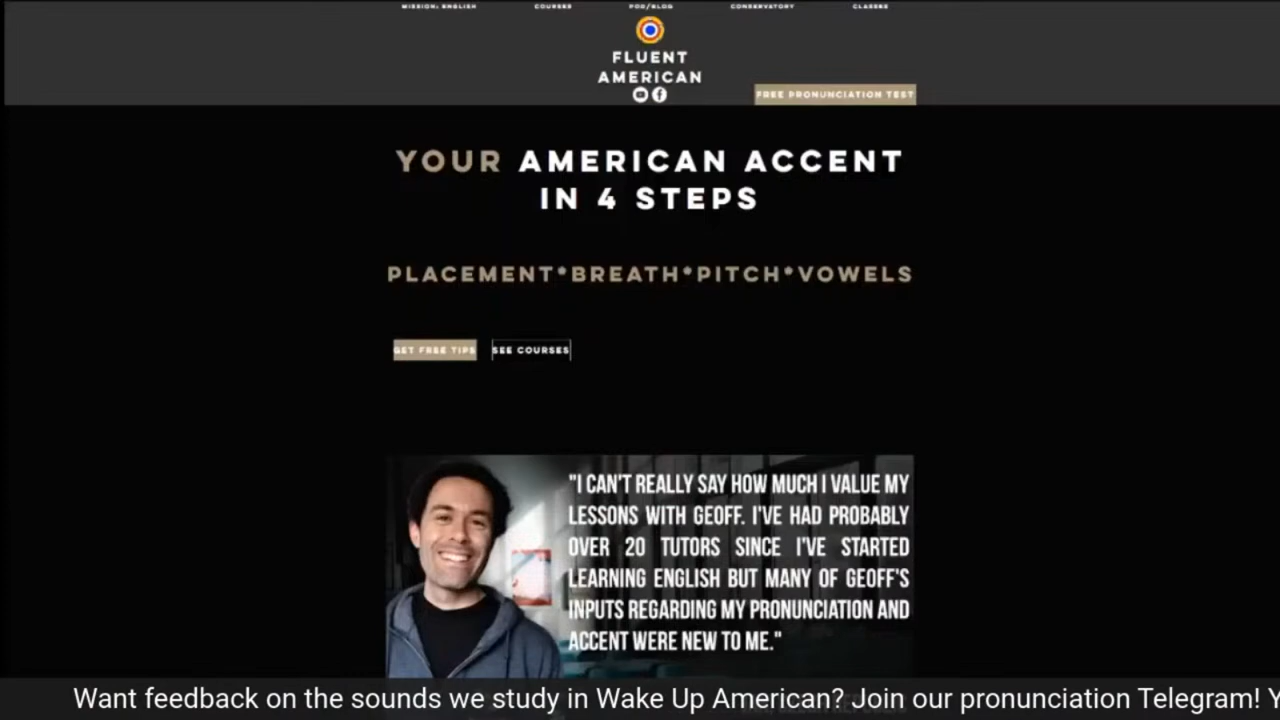 MISSION: ENGLISH COURSES POD/BLOG CONSERVATORY CLASSES
FLUENT
AMERICAN
FREE PRONUNCIATION TEST
YOUR AMERICAN ACCENT
IN 4 STEPS
PLACEMENT*BREATH*PITCH*VOWELS
GET FREE TIPS SEE COURSES
"I CAN'T REALLY SAY HOW MUCH I VALUE MY
LESSONS WITH GEOFF. I'VE HAD PROBABLY
OVER 20 TUTORS SINCE I'VE STARTED
LEARNING ENGLISH BUT MANY OF GEOFF'S
INPUTS REGARDING MY PRONUNCIATION AND
ACCENT WERE NEW TO ME."
Want feedback on the sounds we study in Wake Up American? Join our pronunciation Telegram! Y